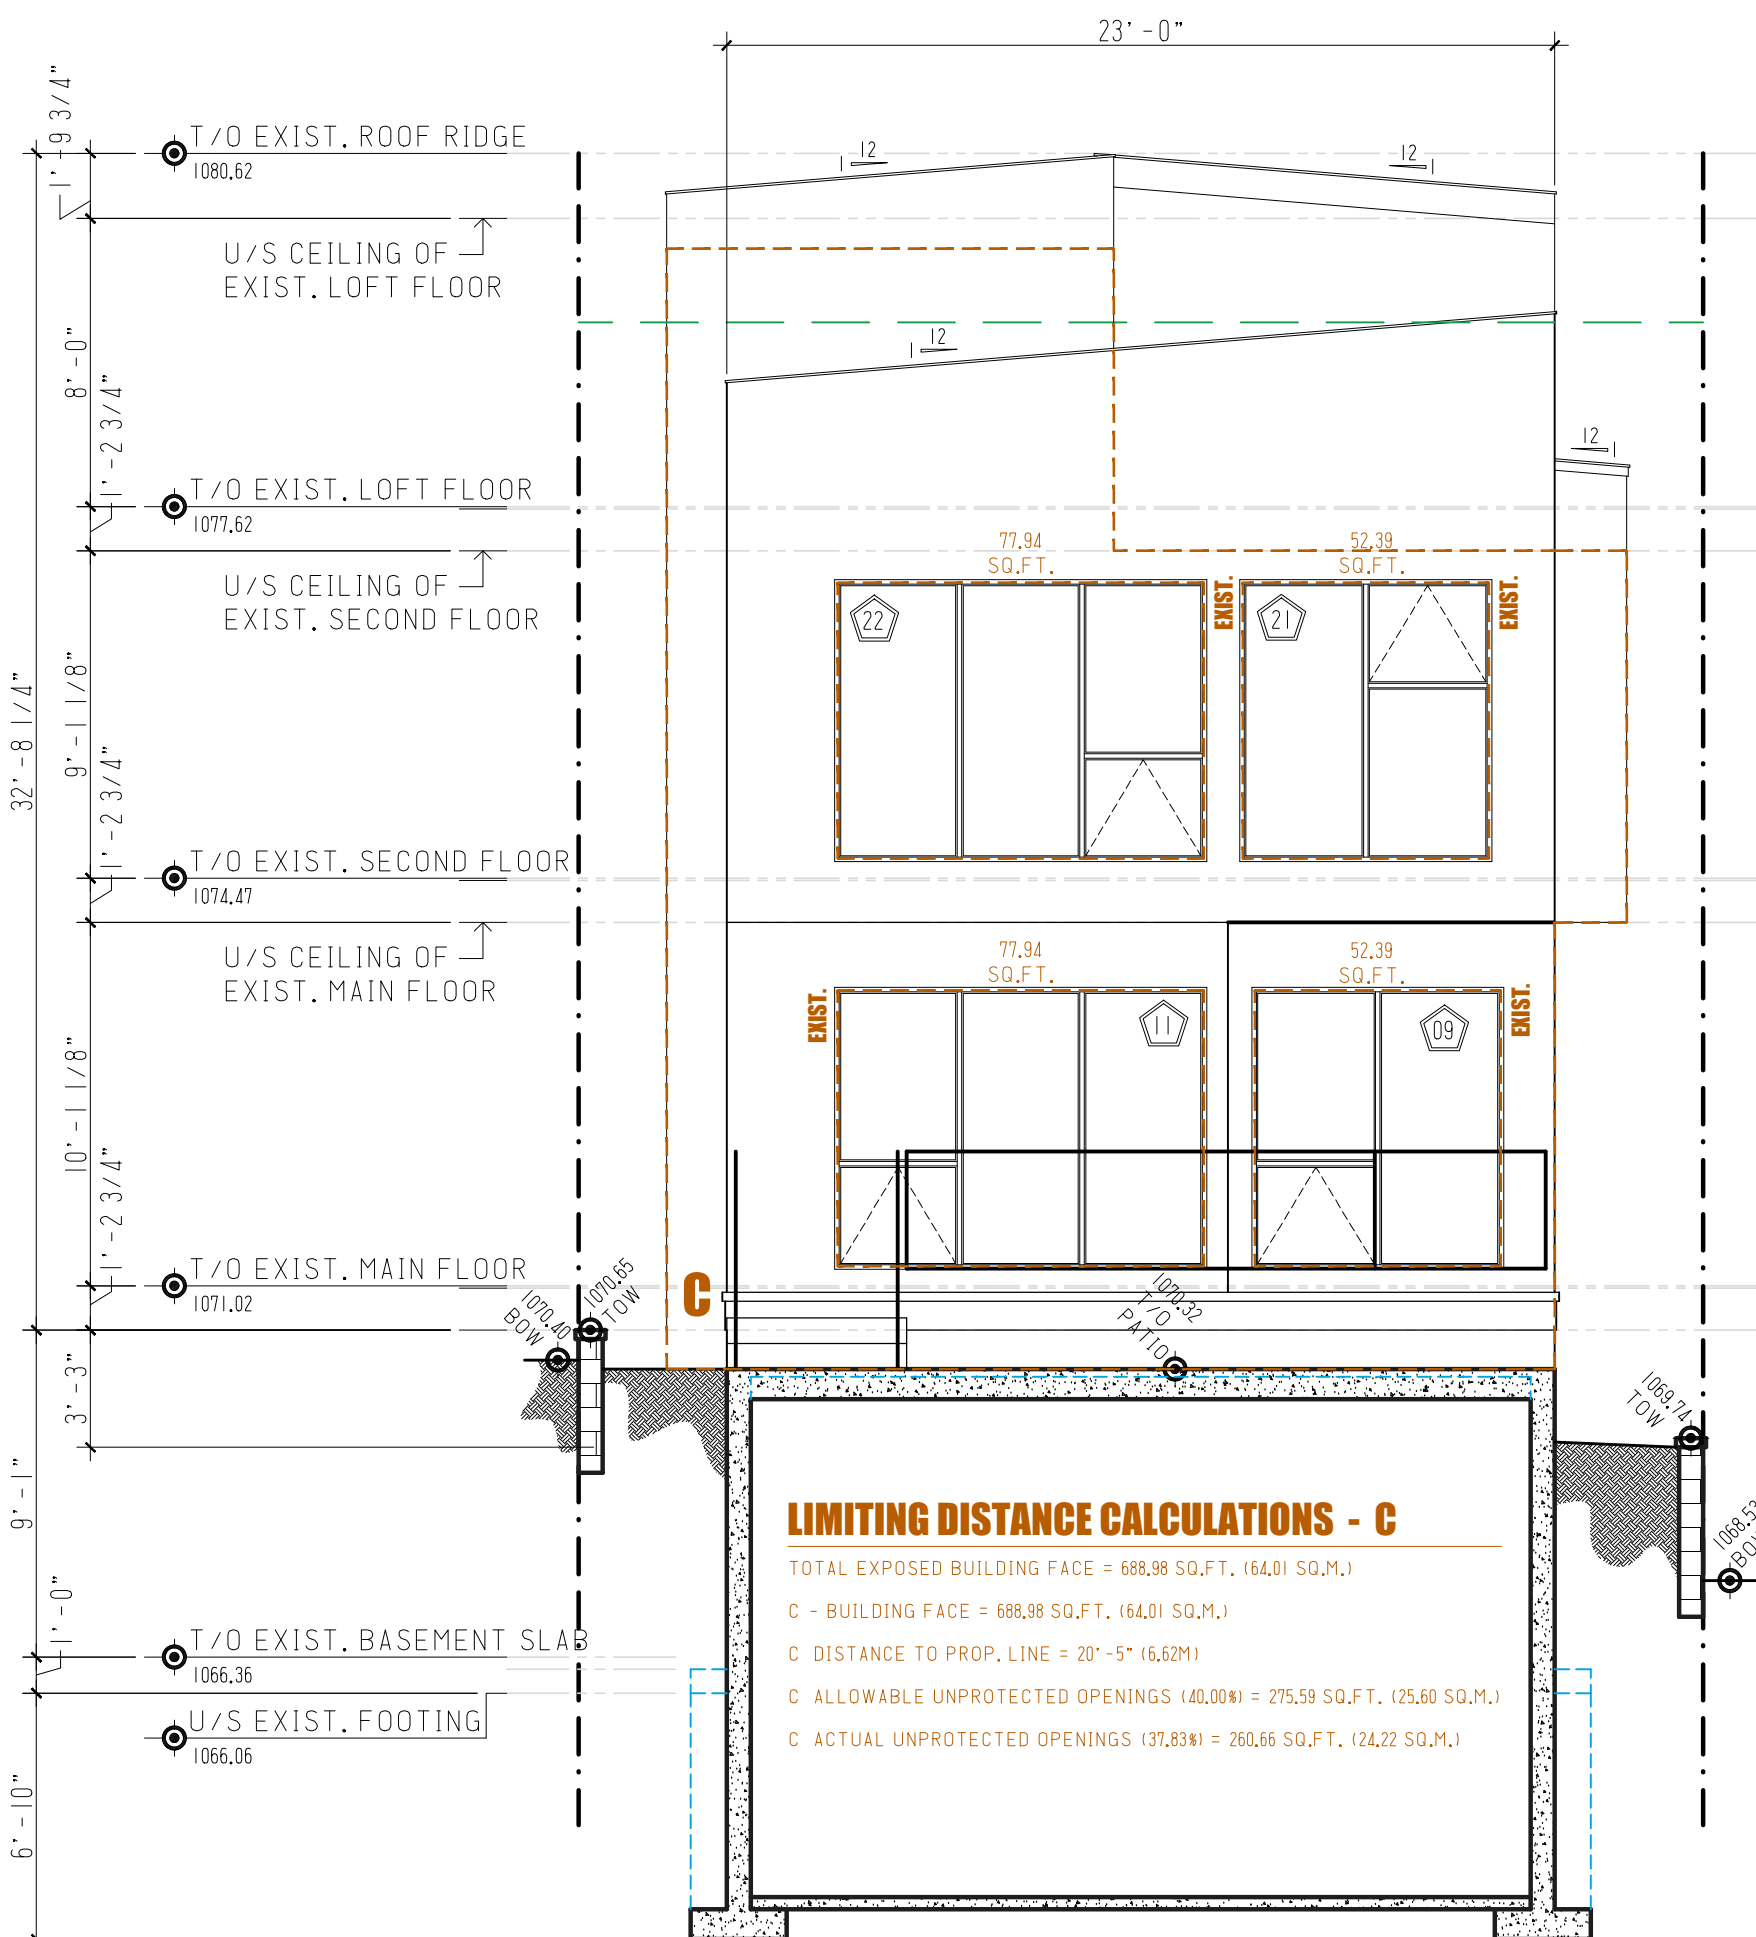 23'-0"
1'-9 3/4"
T/O EXIST. ROOF RIDGE
1080.62
12
1
12
1
U/S CEILING OF
EXIST. LOFT FLOOR
8'-0"
12
1
1'-2 3/4"
12
1
T/O EXIST. LOFT FLOOR
1077.62
77.94
SQ.FT.
52.39
SQ.FT.
U/S CEILING OF
EXIST. SECOND FLOOR
22
EXIST.
21
EXIST.
32'-8 1/4"
9'-1 1/8"
1'-2 3/4"
T/O EXIST. SECOND FLOOR
1074.47
U/S CEILING OF
EXIST. MAIN FLOOR
77.94
SQ.FT.
52.39
SQ.FT.
EXIST.
11
09
EXIST.
10'-1 1/8"
1'-2 3/4"
T/O EXIST. MAIN FLOOR
1071.02
1070.40
BOW
1070.65
TOW
C
1070.32
T/O
PATIO
3'-3"
1069.74
TOW
9'-1"
LIMITING DISTANCE CALCULATIONS - C
1068.53
TOTAL EXPOSED BUILDING FACE = 688.98 SQ.FT. (64.01 SQ.M.)
C - BUILDING FACE = 688.98 SQ.FT. (64.01 SQ.M.)
1'-0"
T/O EXIST. BASEMENT SLAB
1066.36
C DISTANCE TO PROP. LINE = 20'-5" (6.62M)
C ALLOWABLE UNPROTECTED OPENINGS (40.00%) = 275.59 SQ.FT. (25.60 SQ.M.)
U/S EXIST. FOOTING
1066.06
C ACTUAL UNPROTECTED OPENINGS (37.83%) = 260.66 SQ.FT. (24.22 SQ.M.)
6'-10"